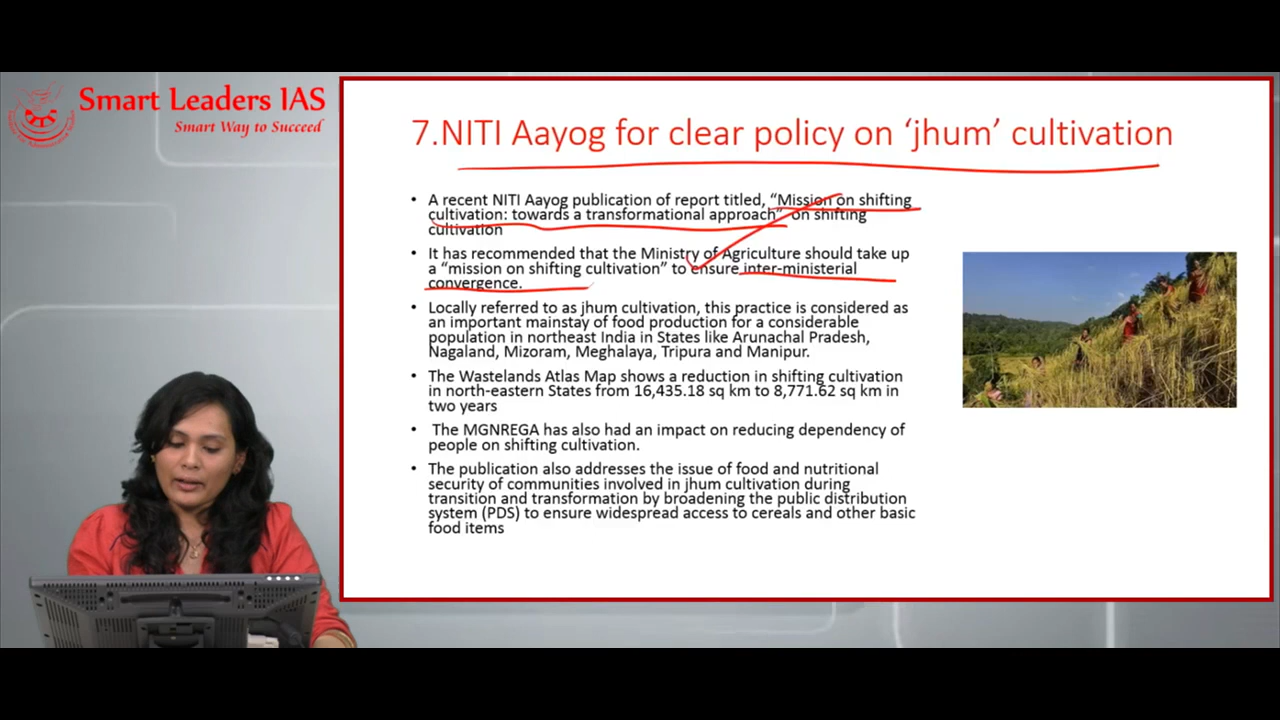 Smart Leaders IAS
Smart Way to Succeed
7.NITI Aayog for clear policy on ‘jhum’ cultivation
• A recent NITI Aayog publication of report titled, “Mission on shifting
cultivation: towards a transformational approach” on shifting
cultivation
• It has recommended that the Ministry of Agriculture should take up
a “mission on shifting cultivation” to ensure inter-ministerial
convergence.
• Locally referred to as jhum cultivation, this practice is considered as
an important mainstay of food production for a considerable
population in northeast India in States like Arunachal Pradesh,
Nagaland, Mizoram, Meghalaya, Tripura and Manipur.
• The Wastelands Atlas Map shows a reduction in shifting cultivation
in north-eastern States from 16,435.18 sq km to 8,771.62 sq km in
two years
• The MGNREGA has also had an impact on reducing dependency of
people on shifting cultivation.
• The publication also addresses the issue of food and nutritional
security of communities involved in jhum cultivation during
transition and transformation by broadening the public distribution
system (PDS) to ensure widespread access to cereals and other basic
food items